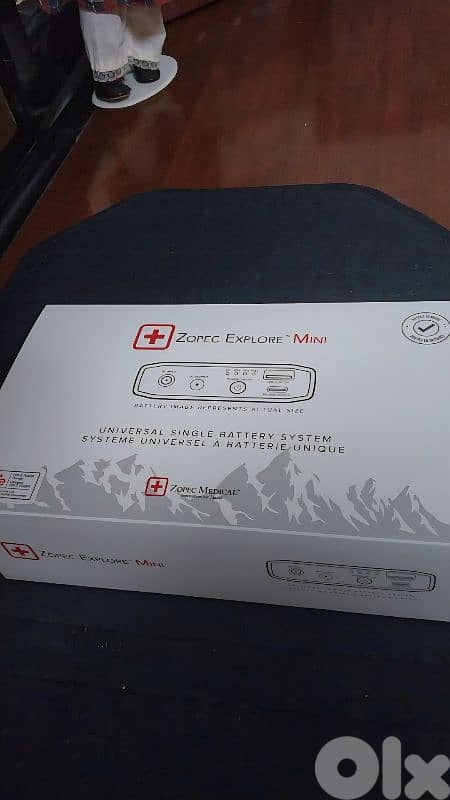 ZOPEC EXPLORE™ MINI
BATTERY IMAGE REPRESENTS ACTUAL SIZE
UNIVERSAL SINGLE BATTERY SYSTEM
SYSTÈME UNIVERSEL À BATTERIE UNIQUE
ZOPEC MEDICAL
ZOPEC EXPLORE™ MINI
OLX